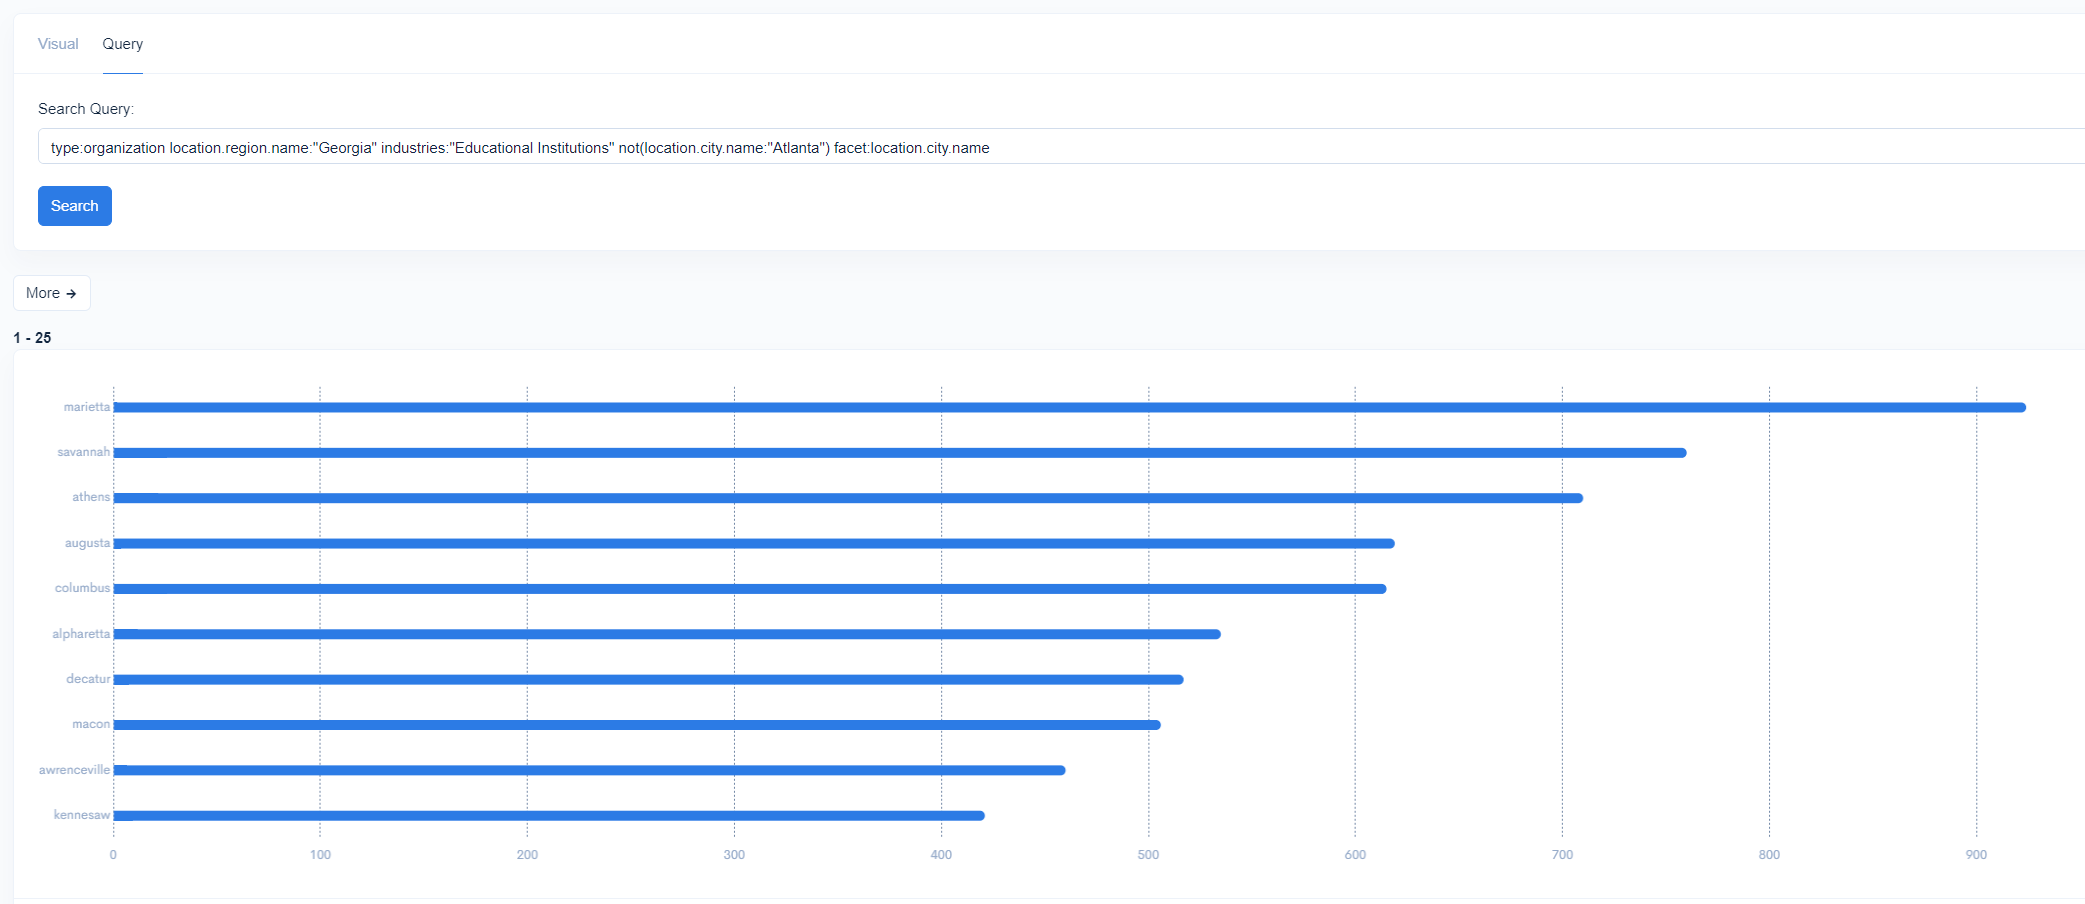 Visual Query
Search Query:
type:organization location.region.name:"Georgia" industries:"Educational Institutions" not(location.city.name:"Atlanta") facet:location.city.name
Search
More →
1 - 25
marietta
savannah
athens
augusta
columbus
alpharetta
decatur
macon
awrenceville
kennesaw
0 100 200 300 400 500 600 700 800 900